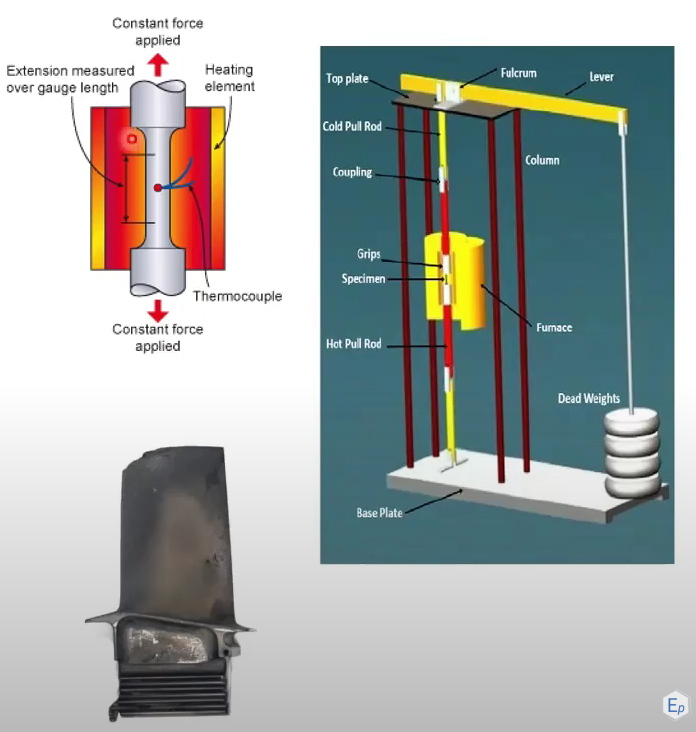 Constant force
applied
Extension measured
over gauge length
Heating
element
Thermocouple
Constant force
applied
Top plate
Fulcrum
Lever
Cold Pull Rod
Column
Coupling
Grips
Specimen
Furnace
Hot Pull Rod
Dead Weights
Base Plate
Ep